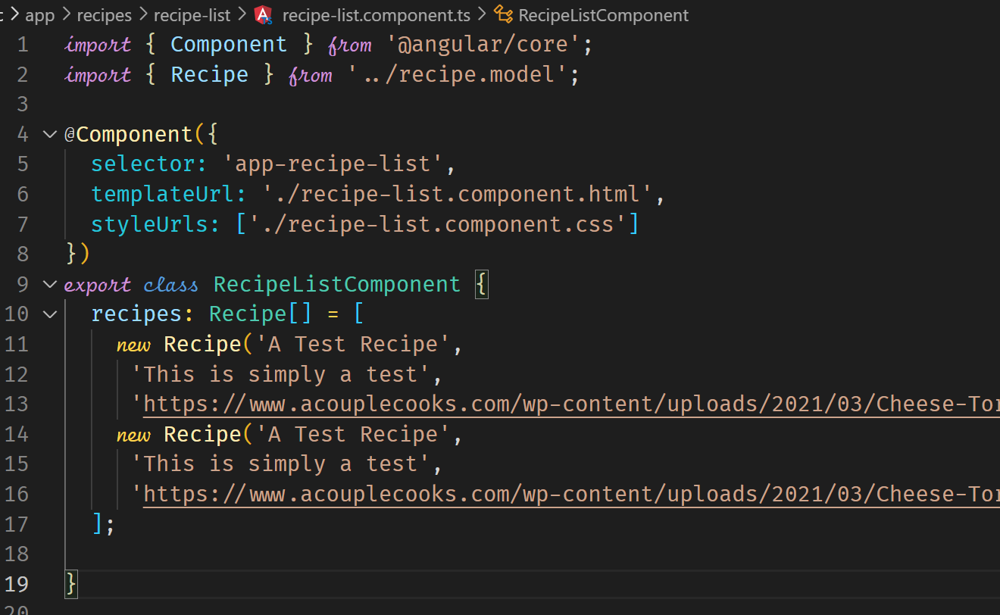 app > recipes > recipe-list > recipe-list.component.ts > RecipeListComponent
1 import { Component } from '@angular/core';
2 import { Recipe } from '../recipe.model';
3
4 @Component({
5 selector: 'app-recipe-list',
6 templateUrl: './recipe-list.component.html',
7 styleUrls: ['./recipe-list.component.css']
8 })
9 export class RecipeListComponent {
10 recipes: Recipe[] = [
11 new Recipe('A Test Recipe',
12 'This is simply a test',
13 'https://www.acouplecooks.com/wp-content/uploads/2021/03/Cheese-Tor
14 new Recipe('A Test Recipe',
15 'This is simply a test',
16 'https://www.acouplecooks.com/wp-content/uploads/2021/03/Cheese-Tor
17 ];
18
19 }
20